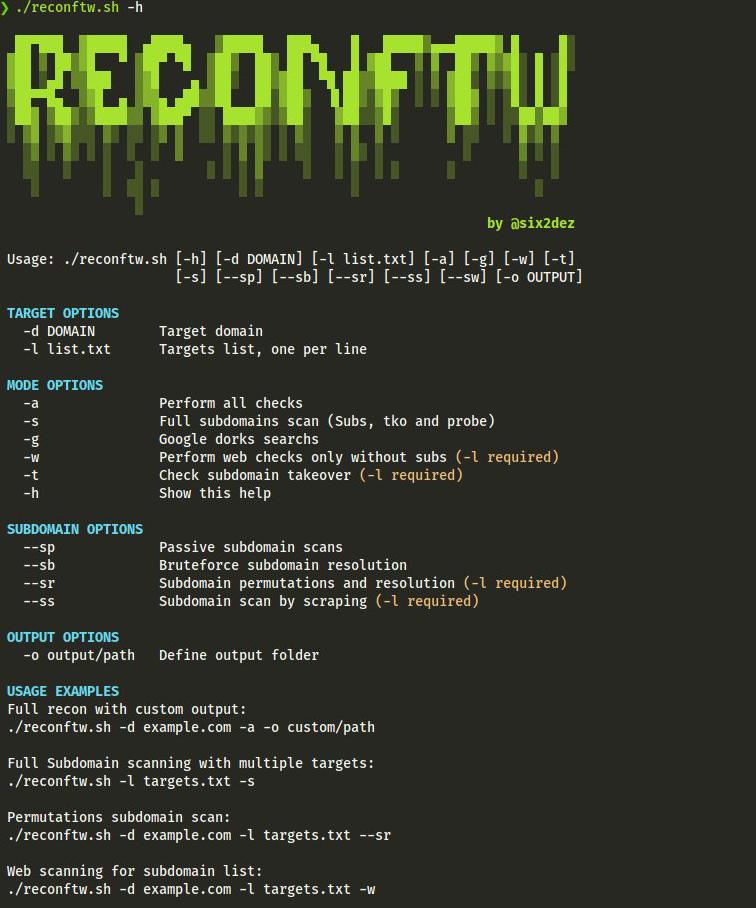 ❯ ./reconftw.sh -h
RECONFTW
by @six2dez
Usage: ./reconftw.sh [-h] [-d DOMAIN] [-l list.txt] [-a] [-g] [-w] [-t]
[-s] [--sp] [--sb] [--sr] [--ss] [--sw] [-o OUTPUT]
TARGET OPTIONS
-d DOMAIN Target domain
-l list.txt Targets list, one per line
MODE OPTIONS
-a Perform all checks
-s Full subdomains scan (Subs, tko and probe)
-g Google dorks searchs
-w Perform web checks only without subs (-l required)
-t Check subdomain takeover (-l required)
-h Show this help
SUBDOMAIN OPTIONS
--sp Passive subdomain scans
--sb Bruteforce subdomain resolution
--sr Subdomain permutations and resolution (-l required)
--ss Subdomain scan by scraping (-l required)
OUTPUT OPTIONS
-o output/path Define output folder
USAGE EXAMPLES
Full recon with custom output:
./reconftw.sh -d example.com -a -o custom/path
Full Subdomain scanning with multiple targets:
./reconftw.sh -l targets.txt -s
Permutations subdomain scan:
./reconftw.sh -d example.com -l targets.txt --sr
Web scanning for subdomain list:
./reconftw.sh -d example.com -l targets.txt -w